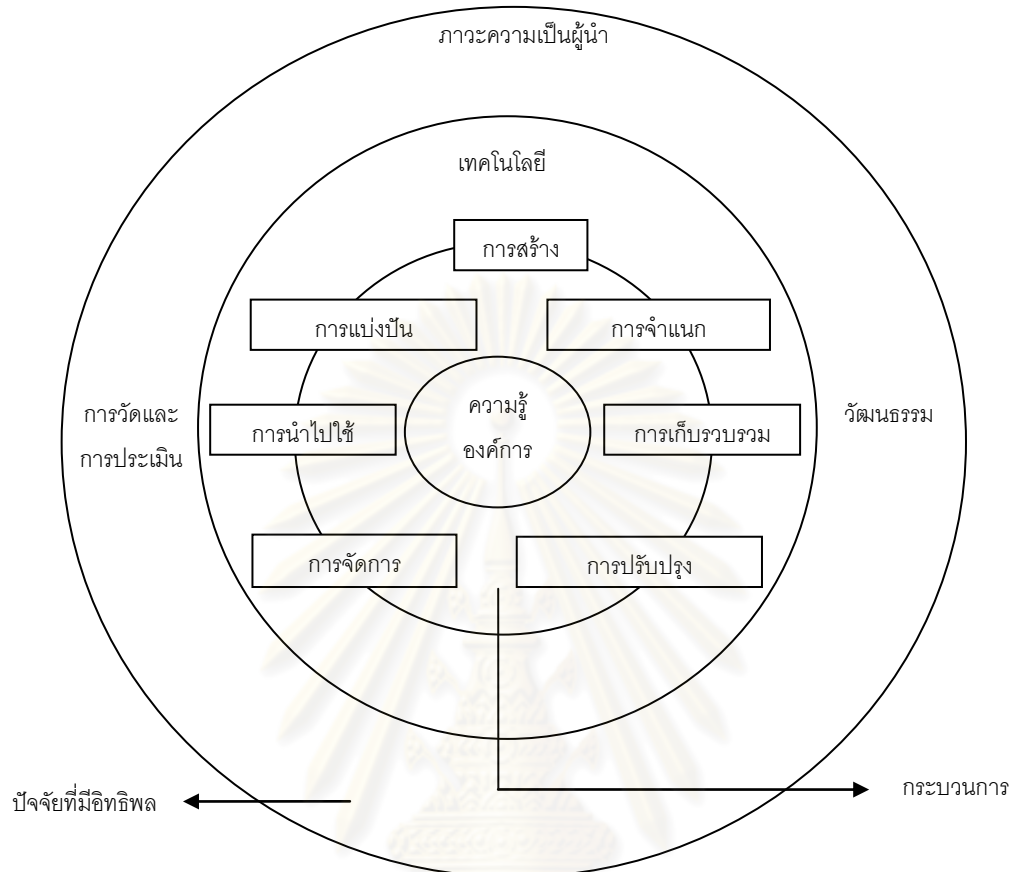 ภาวะความเป็นผู้นำ
เทคโนโลยี
การสร้าง
การแบ่งปัน
การจำแนก
การวัดและ
การประเมิน
การนำไปใช้
ความรู้
องค์การ
การเก็บรวบรวม
วัฒนธรรม
การจัดการ
การปรับปรุง
ปัจจัยที่มีอิทธิพล
กระบวนการ